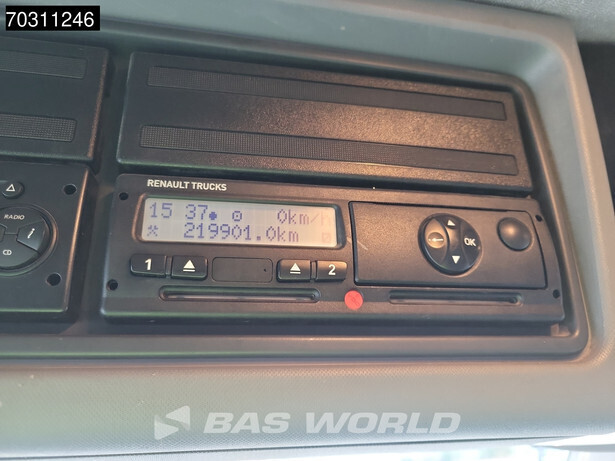 70311246
RENAULT TRUCKS
15 37 0km/h
219901.0km
RADIO
CD
1 2
OK
BAS WORLD